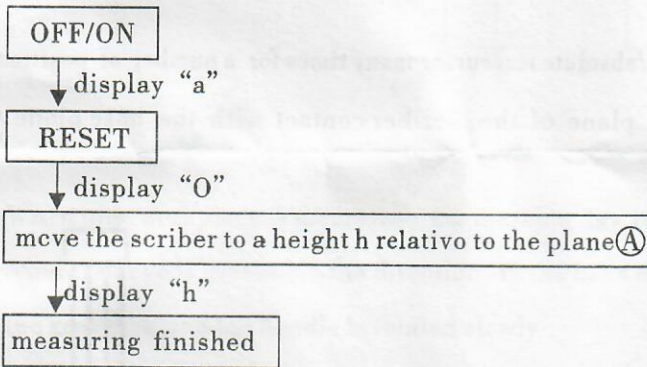 OFF/ON
display “a”
RESET
display “O”
mcve the scriber to a height h relativo to the plane Ⓐ
display “h”
measuring finished